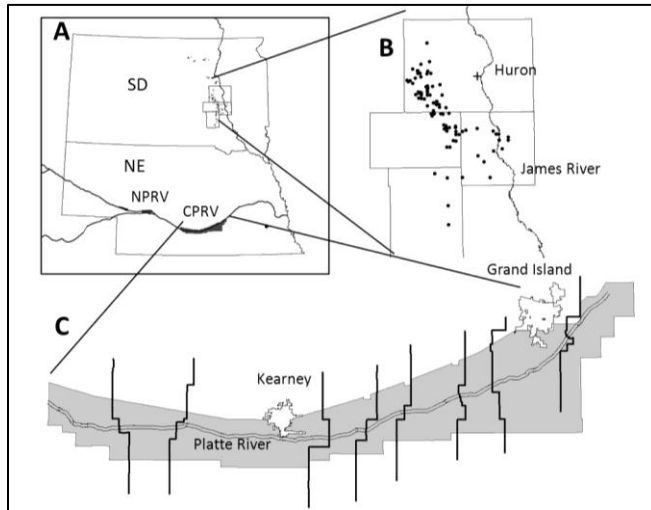 A
SD
NE
NPRV
CPRV
B
Huron
James River
C
Grand Island
Kearney
Platte River